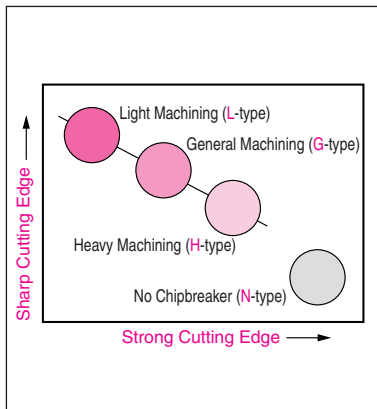 Light Machining (L-type)
General Machining (G-type)
Heavy Machining (H-type)
No Chipbreaker (N-type)
Sharp Cutting Edge
Strong Cutting Edge